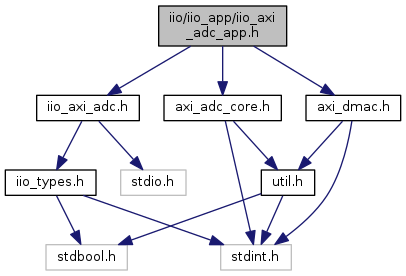 iio/iio_app/iio_axi
_adc_app.h
iio_axi_adc.h
axi_adc_core.h
axi_dmac.h
iio_types.h
stdio.h
util.h
stdbool.h
stdint.h